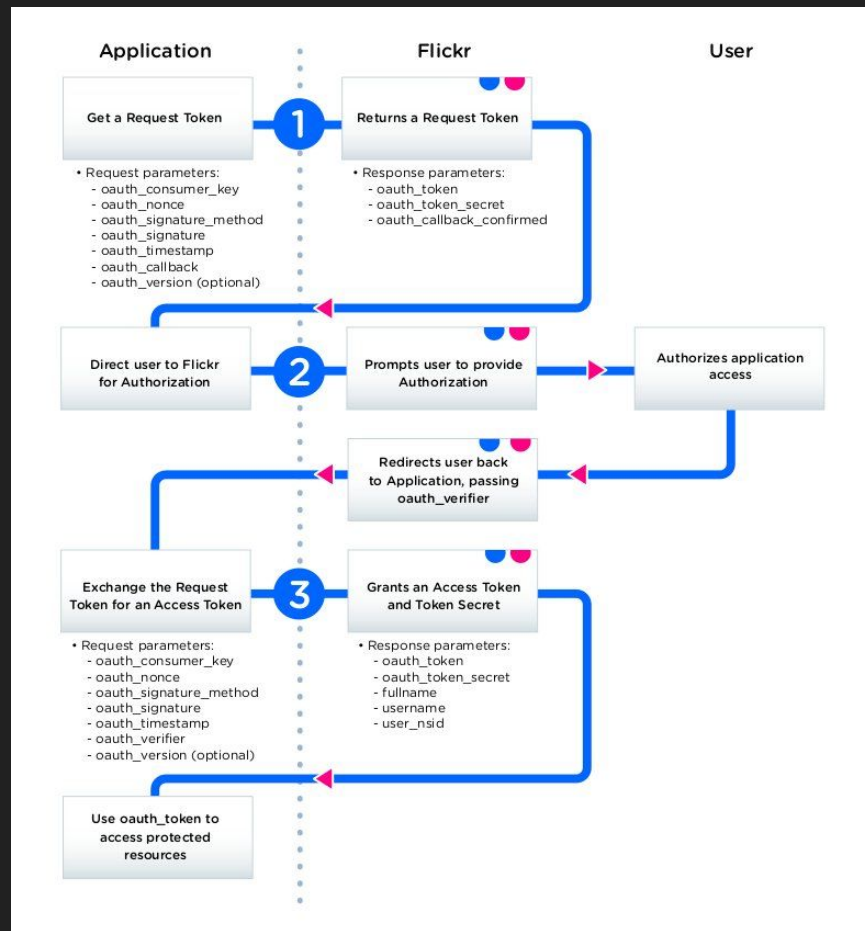 Application
Flickr
User
Get a Request Token
1
Returns a Request Token
• Request parameters:
- oauth_consumer_key
- oauth_nonce
- oauth_signature_method
- oauth_signature
- oauth_timestamp
- oauth_callback
- oauth_version (optional)
• Response parameters:
- oauth_token
- oauth_token_secret
- oauth_callback_confirmed
Direct user to Flickr
for Authorization
2
Prompts user to provide
Authorization
Authorizes application
access
Redirects user back
to Application, passing
oauth_verifier
Exchange the Request
Token for an Access Token
3
Grants an Access Token
and Token Secret
• Request parameters:
- oauth_consumer_key
- oauth_nonce
- oauth_signature_method
- oauth_signature
- oauth_timestamp
- oauth_verifier
- oauth_version (optional)
• Response parameters:
- oauth_token
- oauth_token_secret
- fullname
- username
- user_nsid
Use oauth_token to
access protected
resources